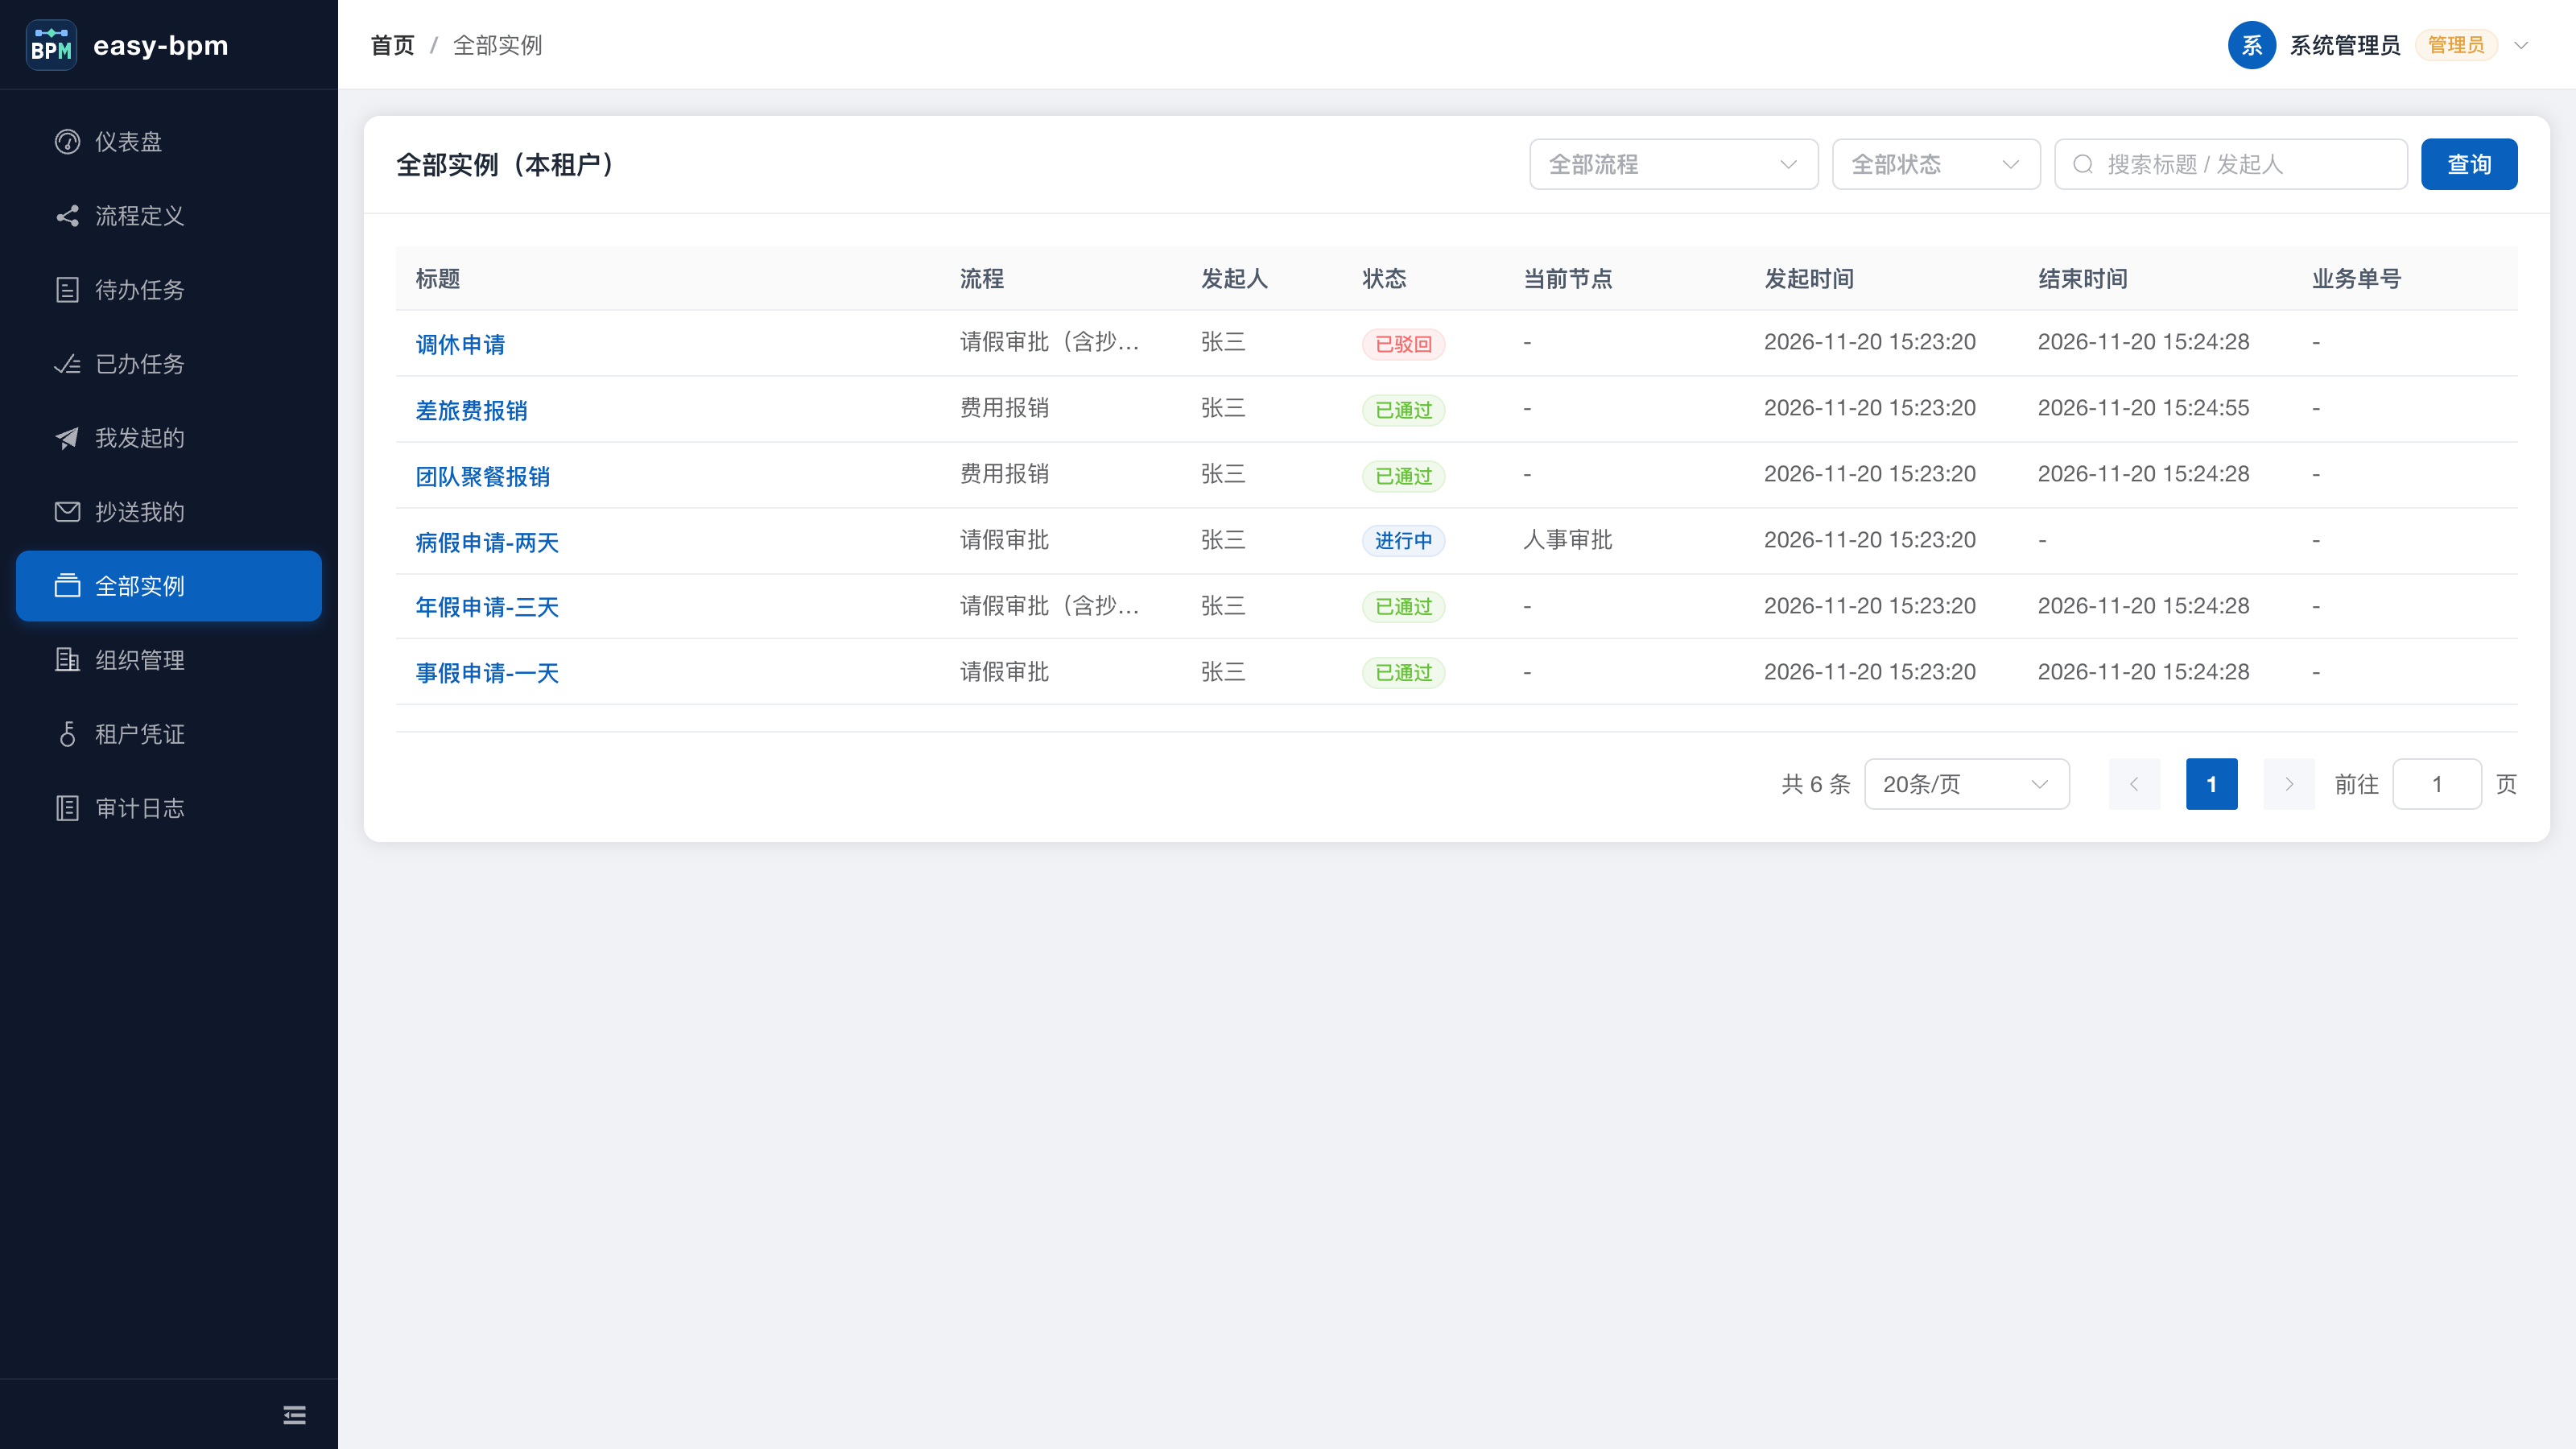 BPM easy-bpm
首页 / 全部实例
系 系统管理员 管理员
仪表盘
流程定义
待办任务
已办任务
我发起的
抄送我的
全部实例
组织管理
租户凭证
审计日志
全部实例（本租户） 全部流程 全部状态 搜索标题 / 发起人 查询
标题 流程 发起人 状态 当前节点 发起时间 结束时间 业务单号
调休申请 请假审批（含抄... 张三 已驳回 - 2026-11-20 15:23:20 2026-11-20 15:24:28 -
差旅费报销 费用报销 张三 已通过 - 2026-11-20 15:23:20 2026-11-20 15:24:55 -
团队聚餐报销 费用报销 张三 已通过 - 2026-11-20 15:23:20 2026-11-20 15:24:28 -
病假申请-两天 请假审批 张三 进行中 人事审批 2026-11-20 15:23:20 - -
年假申请-三天 请假审批（含抄... 张三 已通过 - 2026-11-20 15:23:20 2026-11-20 15:24:28 -
事假申请-一天 请假审批 张三 已通过 - 2026-11-20 15:23:20 2026-11-20 15:24:28 -
共 6 条 20条/页 1 前往 1 页